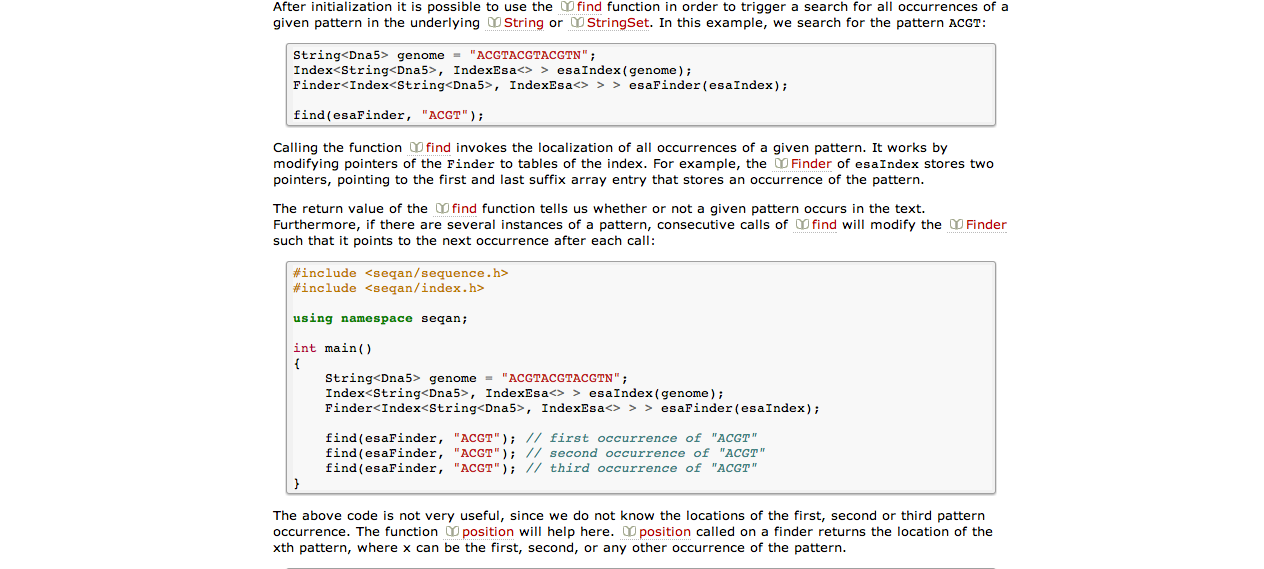 After initialization it is possible to use the find function in order to trigger a search for all occurrences of a
given pattern in the underlying String or StringSet. In this example, we search for the pattern ACGT:
String<Dna5> genome = "ACGTACGTACGTN";
Index<String<Dna5>, IndexEsa<> > esaIndex(genome);
Finder<Index<String<Dna5>, IndexEsa<> > > esaFinder(esaIndex);
find(esaFinder, "ACGT");
Calling the function find invokes the localization of all occurrences of a given pattern. It works by
modifying pointers of the Finder to tables of the index. For example, the Finder of esaIndex stores two
pointers, pointing to the first and last suffix array entry that stores an occurrence of the pattern.
The return value of the find function tells us whether or not a given pattern occurs in the text.
Furthermore, if there are several instances of a pattern, consecutive calls of find will modify the Finder
such that it points to the next occurrence after each call:
#include <seqan/sequence.h>
#include <seqan/index.h>
using namespace seqan;
int main()
{
String<Dna5> genome = "ACGTACGTACGTN";
Index<String<Dna5>, IndexEsa<> > esaIndex(genome);
Finder<Index<String<Dna5>, IndexEsa<> > > esaFinder(esaIndex);
find(esaFinder, "ACGT"); // first occurrence of "ACGT"
find(esaFinder, "ACGT"); // second occurrence of "ACGT"
find(esaFinder, "ACGT"); // third occurrence of "ACGT"
}
The above code is not very useful, since we do not know the locations of the first, second or third pattern
occurrence. The function position will help here. position called on a finder returns the location of the
xth pattern, where x can be the first, second, or any other occurrence of the pattern.